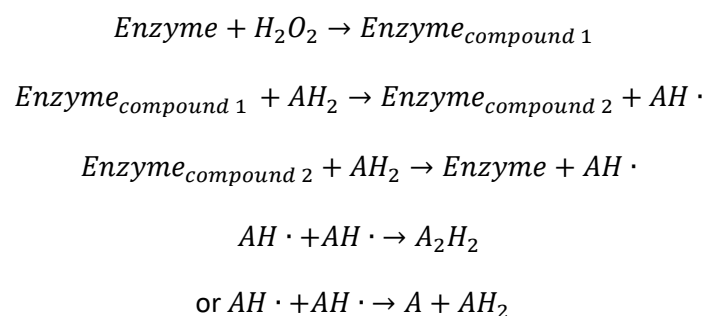 Enzyme + H₂O₂ → Enzyme_compound 1
Enzyme_compound 1 + AH₂ → Enzyme_compound 2 + AH ·
Enzyme_compound 2 + AH₂ → Enzyme + AH ·
AH · +AH · → A₂H₂
or AH · +AH · → A + AH₂